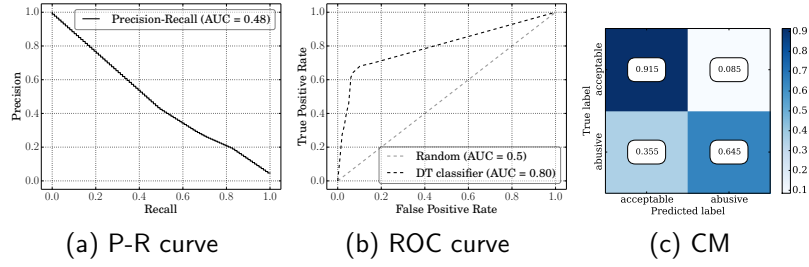 Precision-Recall (AUC = 0.48)
1.0
0.8
0.6
0.4
0.2
0.0
Precision
0.0 0.2 0.4 0.6 0.8 1.0
Recall
(a) P-R curve
1.0
0.8
0.6
0.4
0.2
0.0
True Positive Rate
Random (AUC = 0.5)
DT classifier (AUC = 0.80)
0.0 0.2 0.4 0.6 0.8 1.0
False Positive Rate
(b) ROC curve
True label
acceptable
abusive
0.915 0.085
0.355 0.645
acceptable abusive
Predicted label
0.9
0.8
0.7
0.6
0.5
0.4
0.3
0.2
0.1
(c) CM